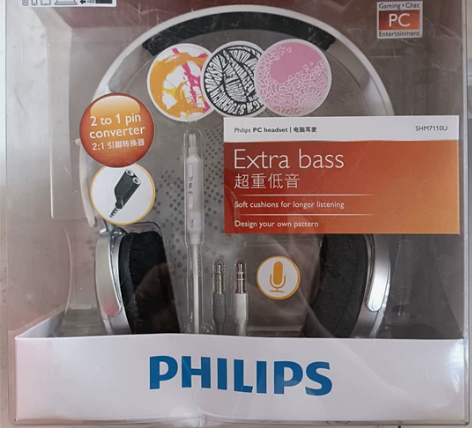 Gaming • Chat
PC
Entertainment
2 to 1 pin
converter
2:1 引脚转换器
Philips PC headset | 电脑耳麦
SHM7110U
Extra bass
超重低音
Soft cushions for longer listening
Design your own pattern
PHILIPS